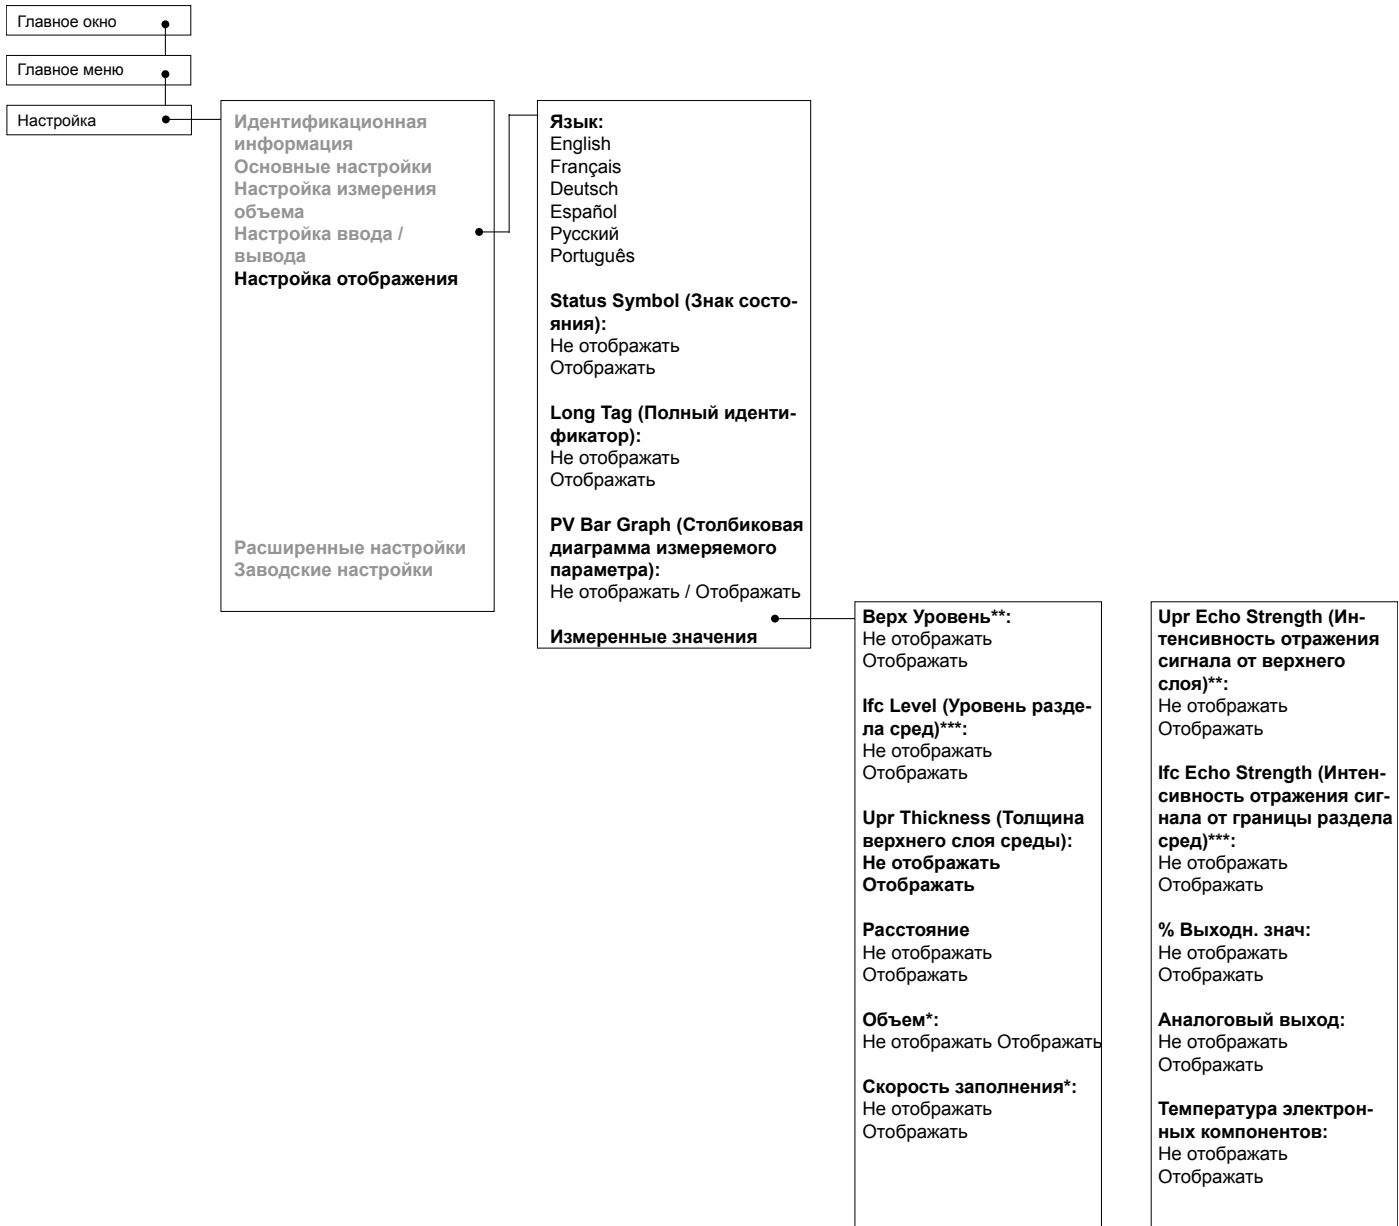 Главное окно
Главное меню
Настройка
Идентификационная
информация
Основные настройки
Настройка измерения
объема
Настройка ввода /
вывода
Настройка отображения
Расширенные настройки
Заводские настройки
Язык:
English
Français
Deutsch
Español
Русский
Português
Status Symbol (Знак состо-
яния):
Не отображать
Отображать
Long Tag (Полный иденти-
фикатор):
Не отображать
Отображать
PV Bar Graph (Столбиковая
диаграмма измеряемого
параметра):
Не отображать / Отображать
Измеренные значения
Верх Уровень**:
Не отображать
Отображать
Ifc Level (Уровень разде-
ла сред)***:
Не отображать
Отображать
Upr Thickness (Толщина
верхнего слоя среды):
Не отображать
Отображать
Расстояние
Не отображать
Отображать
Объем*:
Не отображать Отображать
Скорость заполнения*:
Не отображать
Отображать
Upr Echo Strength (Ин-
тенсивность отражения
сигнала от верхнего
слоя)**:
Не отображать
Отображать
Ifc Echo Strength (Интен-
сивность отражения сиг-
нала от границы раздела
сред)***:
Не отображать
Отображать
% Выходн. знач:
Не отображать
Отображать
Аналоговый выход:
Не отображать
Отображать
Температура электрон-
ных компонентов:
Не отображать
Отображать